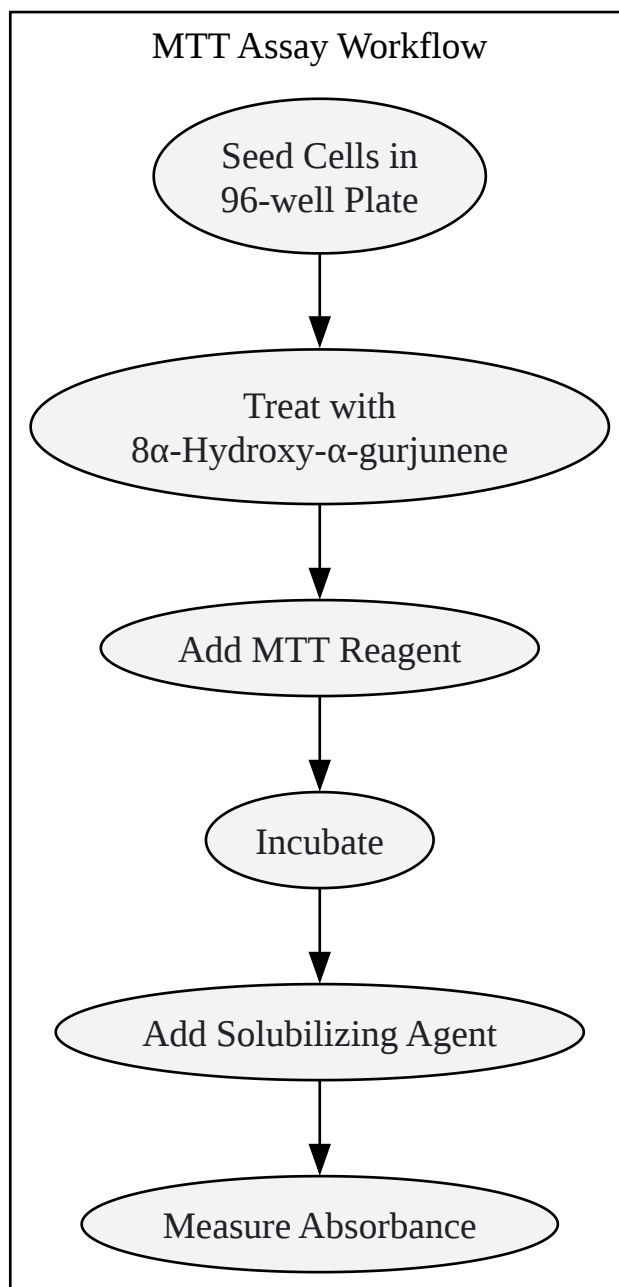 MTT Assay Workflow
Seed Cells in
96-well Plate
Treat with
8α-Hydroxy-α-gurjunene
Add MTT Reagent
Incubate
Add Solubilizing Agent
Measure Absorbance